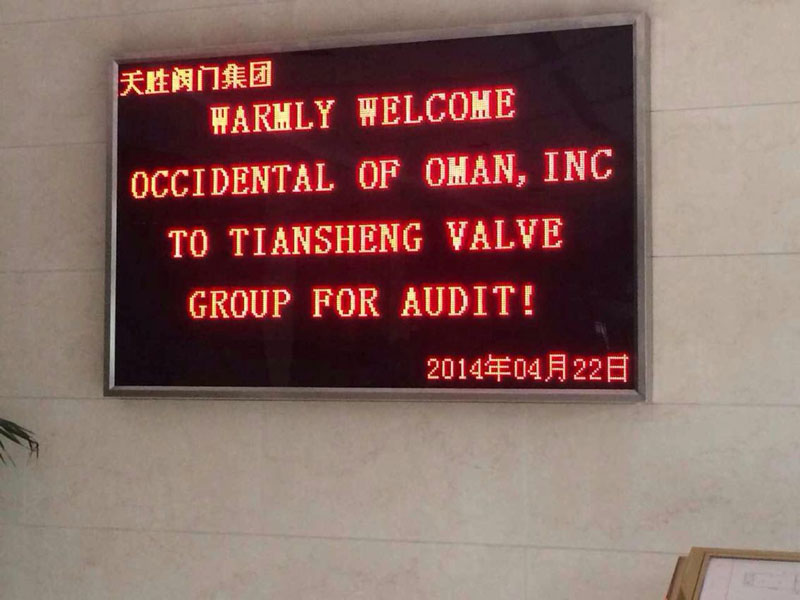 天胜阀门集团
WARMLY WELCOME
OCCIDENTAL OF OMAN, INC
TO TIANSHENG VALVE
GROUP FOR AUDIT!
2014年04月22日